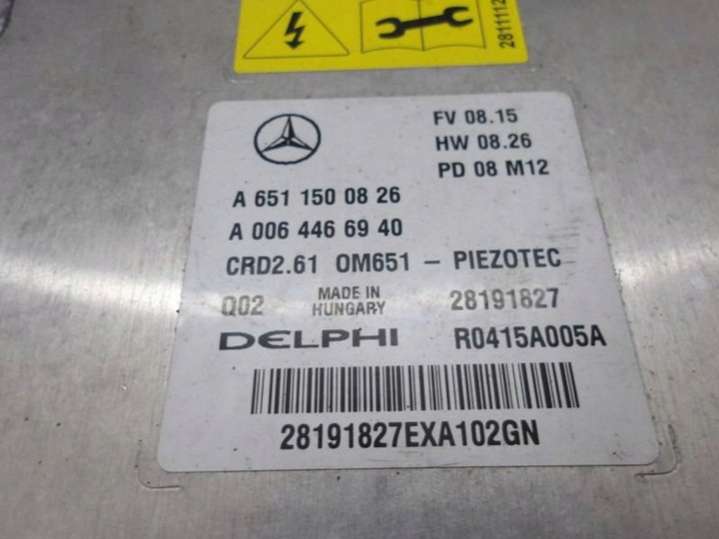 28111112
FV 08.15
HW 08.26
PD 08 M12
A 651 150 08 26
A 006 446 69 40
CRD2.61 OM651 – PIEZOTEC
Q02 MADE IN HUNGARY 28191827
DELPHI R0415A005A
28191827EXA102GN